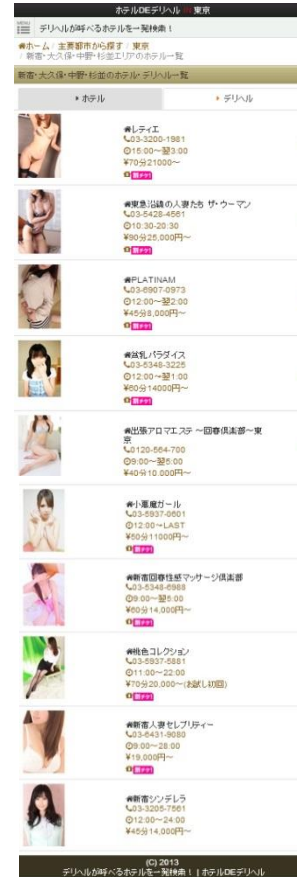 ホテルDEデリヘル IN 東京
MENU
デリヘルが呼べるホテルを一発検索！
ホーム / 主要都市から探す / 東京
/ 新宿・大久保・中野・杉並エリアのホテル一覧
新宿・大久保・中野・杉並のホテル・デリヘル一覧
ホテル
デリヘル
レティエ
03-3200-1981
15:00～翌3:00
¥70分21000～
東急沿線の人妻たち ザ・ウーマン
03-5428-4561
10:30-20:30
¥90分25,000円～
PLATINAM
03-6907-0973
12:00～翌2:00
¥45分8,000円～
盆乳パラダイス
03-5348-3225
12:00～翌1:00
¥60分14000円～
出張アロマエステ ～回春倶楽部～東
京
0120-564-700
9:00～翌5:00
¥40分10,000円～
小悪魔ガール
03-5937-0601
12:00～LAST
¥50分11000円～
新宿回春性感マッサージ倶楽部
03-5348-6988
9:00～翌5:00
¥60分14,000円～
桃色コレクション
03-5937-5881
11:00～22:00
¥70分20,000～(お試し初回)
新宿人妻セレブリティー
03-6431-9080
9:00～28:00
¥19,000円～
新宿シンデレラ
03-3205-7561
12:00～24:00
¥45分14,000円～
(C) 2013
デリヘルが呼べるホテルを一発検索！ | ホテルDEデリヘル